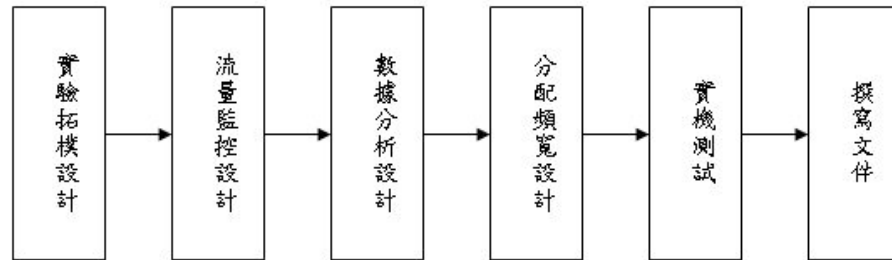 實驗拓樸設計
流量監控設計
數據分析設計
分配頻寬設計
實機測試
撰寫文件